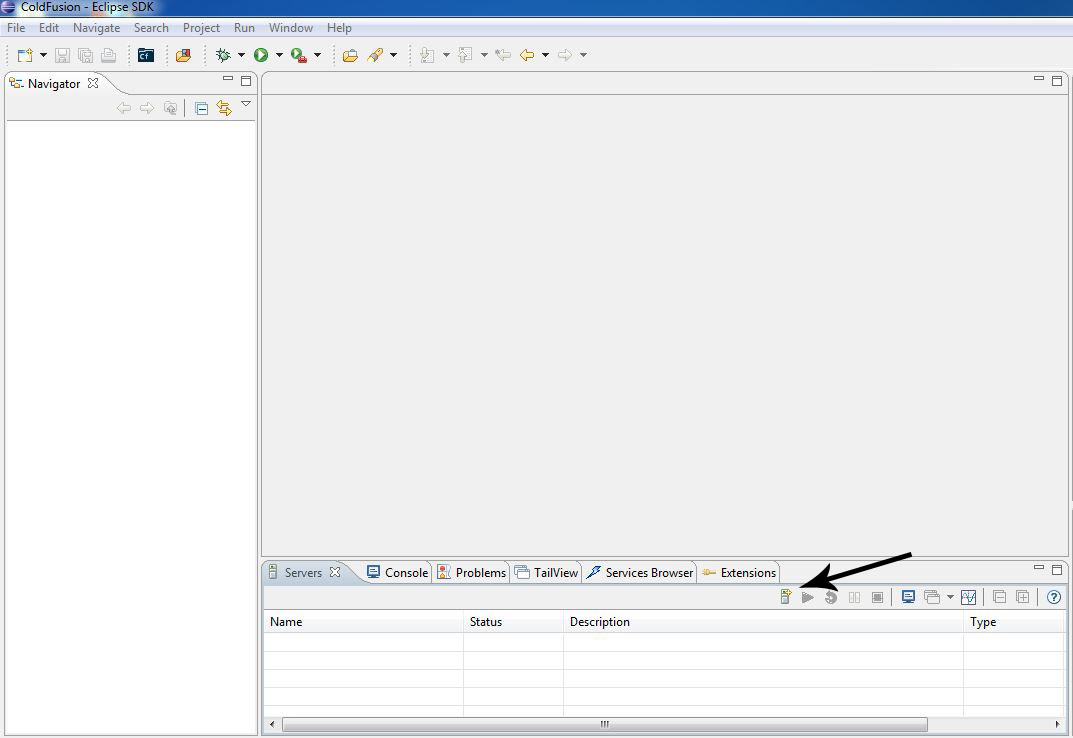 ColdFusion - Eclipse SDK
File Edit Navigate Search Project Run Window Help
Cf
Navigator
Servers Console Problems TailView Services Browser Extensions
Name Status Description Type